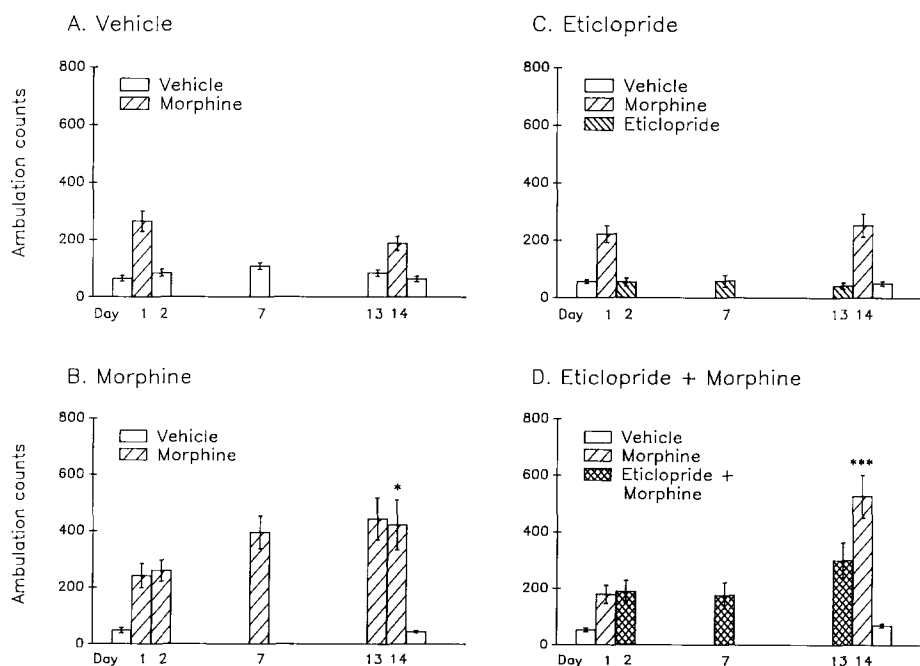 A. Vehicle
Ambulation counts
800
600
400
200
0
Vehicle
Morphine
Day 1 2 7 13 14
C. Eticlopride
800
600
400
200
0
Vehicle
Morphine
Eticlopride
Day 1 2 7 13 14
B. Morphine
Ambulation counts
800
600
400
200
0
Vehicle
Morphine
*
Day 1 2 7 13 14
D. Eticlopride + Morphine
800
600
400
200
0
Vehicle
Morphine
Eticlopride +
Morphine
***
Day 1 2 7 13 14